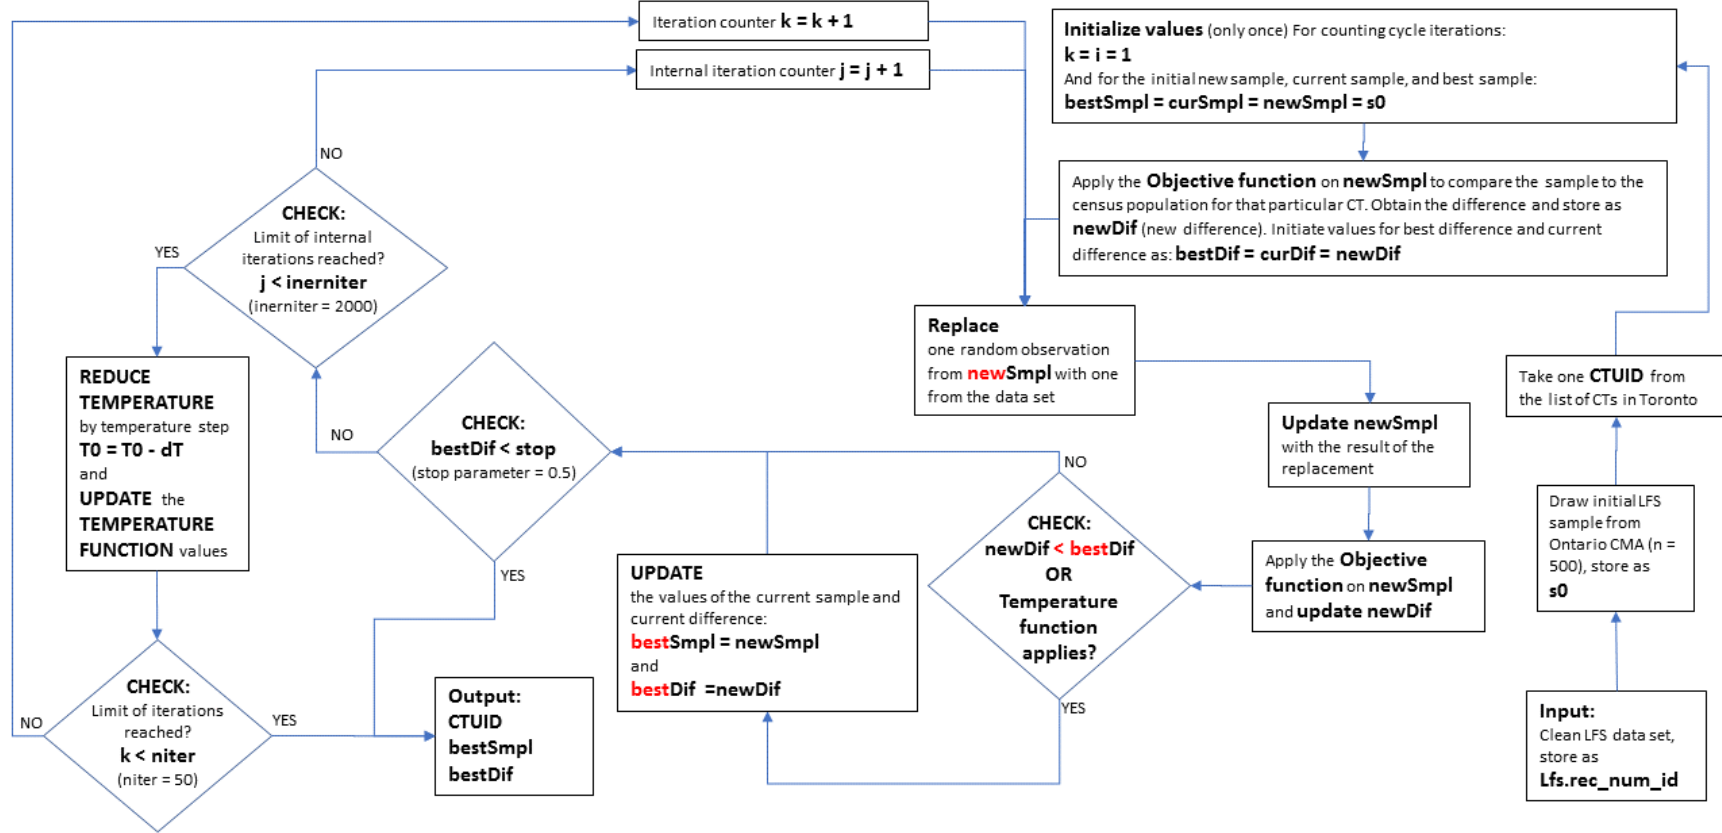 Iteration counter k = k + 1
Internal iteration counter j = j + 1
Initialize values (only once) For counting cycle iterations:
k = i = 1
And for the initial new sample, current sample, and best sample:
bestSmpl = curSmpl = newSmpl = s0
Apply the Objective function on newSmpl to compare the sample to the
census population for that particular CT. Obtain the difference and store as
newDif (new difference). Initiate values for best difference and current
difference as: bestDif = curDif = newDif
NO
CHECK:
Limit of internal
iterations reached?
j < inerniter
(inerniter = 2000)
YES
REDUCE
TEMPERATURE
by temperature step
T0 = T0 - dT
and
UPDATE the
TEMPERATURE
FUNCTION values
NO
CHECK:
bestDif < stop
(stop parameter = 0.5)
YES
Replace
one random observation
from newSmpl with one
from the data set
Update newSmpl
with the result of the
replacement
Take one CTUID from
the list of CTs in Toronto
Draw initial LFS
sample from
Ontario CMA (n =
500), store as
s0
Input:
Clean LFS data set,
store as
Lfs.rec_num_id
Apply the Objective
function on newSmpl
and update newDif
NO
CHECK:
newDif < bestDif
OR
Temperature
function
applies?
YES
UPDATE
the values of the current sample and
current difference:
bestSmpl = newSmpl
and
bestDif =newDif
CHECK:
Limit of iterations
reached?
k < niter
(niter = 50)
NO
YES
Output:
CTUID
bestSmpl
bestDif